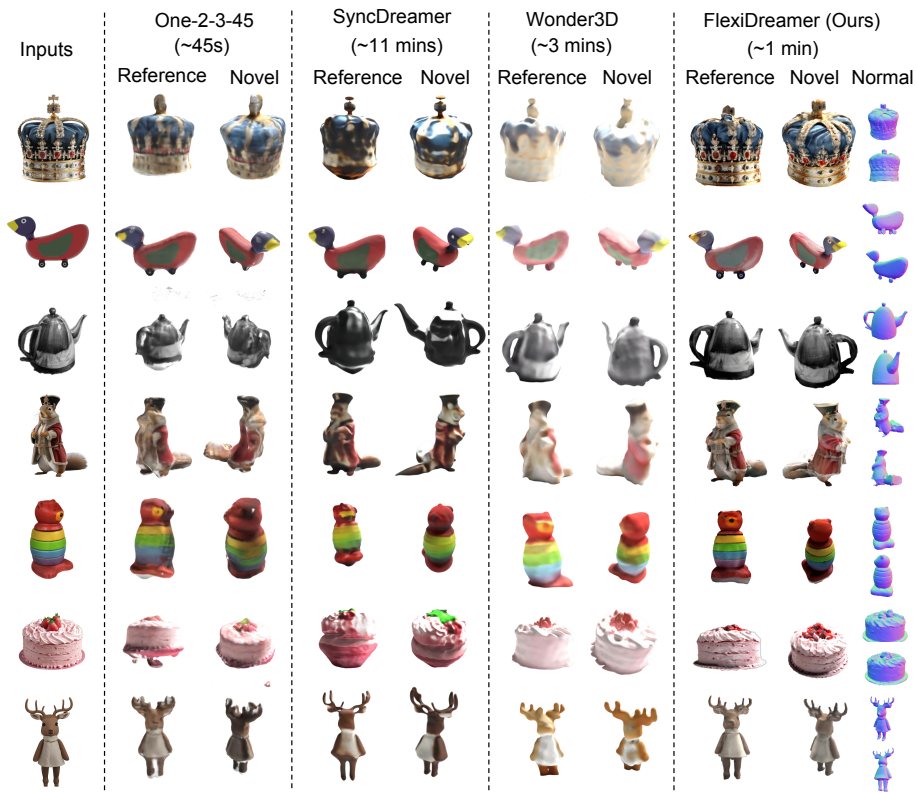 Inputs
One-2-3-45
(~45s)
Reference Novel
SyncDreamer
(~11 mins)
Reference Novel
Wonder3D
(~3 mins)
Reference Novel
FlexiDreamer (Ours)
(~1 min)
Reference Novel Normal